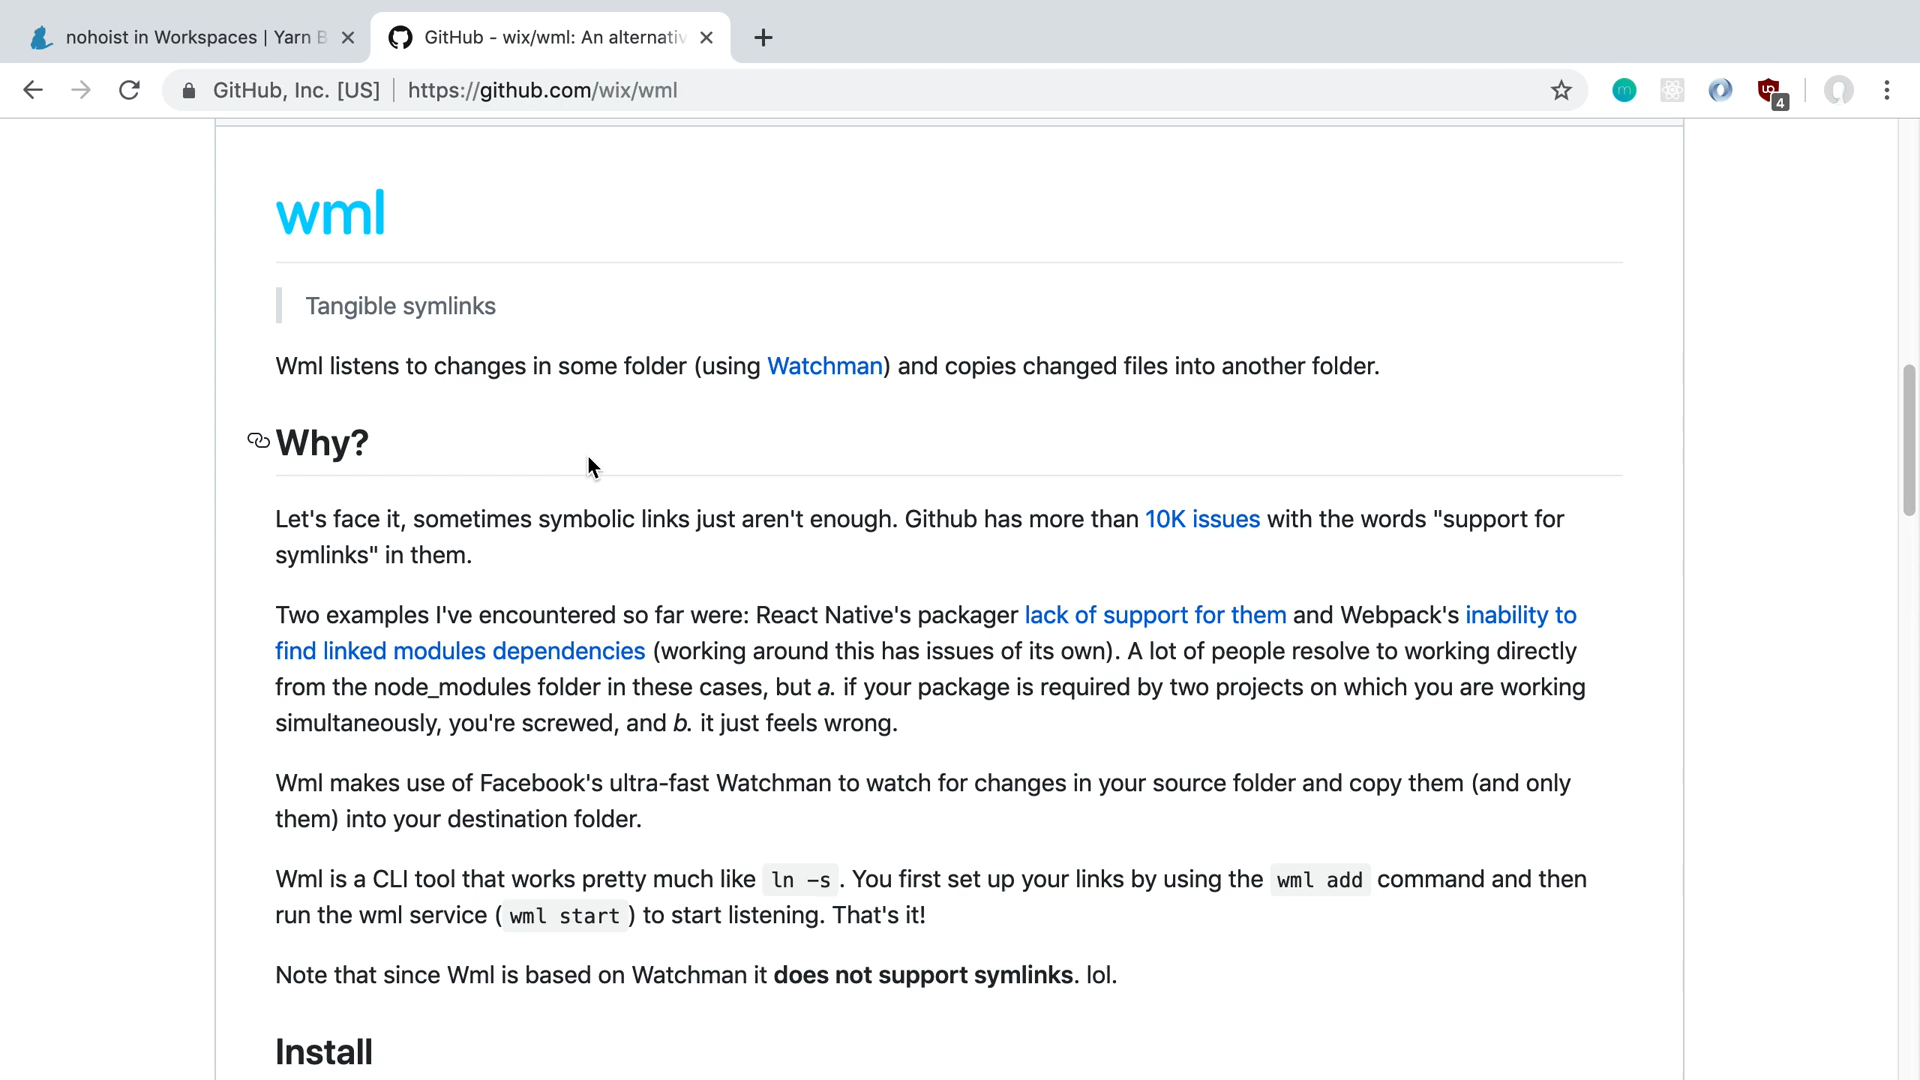 nohoist in Workspaces | Yarn B
GitHub - wix/wml: An alternativ
GitHub, Inc. [US] | https://github.com/wix/wml
4
wml
Tangible symlinks
Wml listens to changes in some folder (using Watchman) and copies changed files into another folder.
Why?
Let's face it, sometimes symbolic links just aren't enough. Github has more than 10K issues with the words "support for
symlinks" in them.
Two examples I've encountered so far were: React Native's packager lack of support for them and Webpack's inability to
find linked modules dependencies (working around this has issues of its own). A lot of people resolve to working directly
from the node_modules folder in these cases, but a. if your package is required by two projects on which you are working
simultaneously, you're screwed, and b. it just feels wrong.
Wml makes use of Facebook's ultra-fast Watchman to watch for changes in your source folder and copy them (and only
them) into your destination folder.
Wml is a CLI tool that works pretty much like ln -s. You first set up your links by using the wml add command and then
run the wml service (wml start) to start listening. That's it!
Note that since Wml is based on Watchman it does not support symlinks. lol.
Install